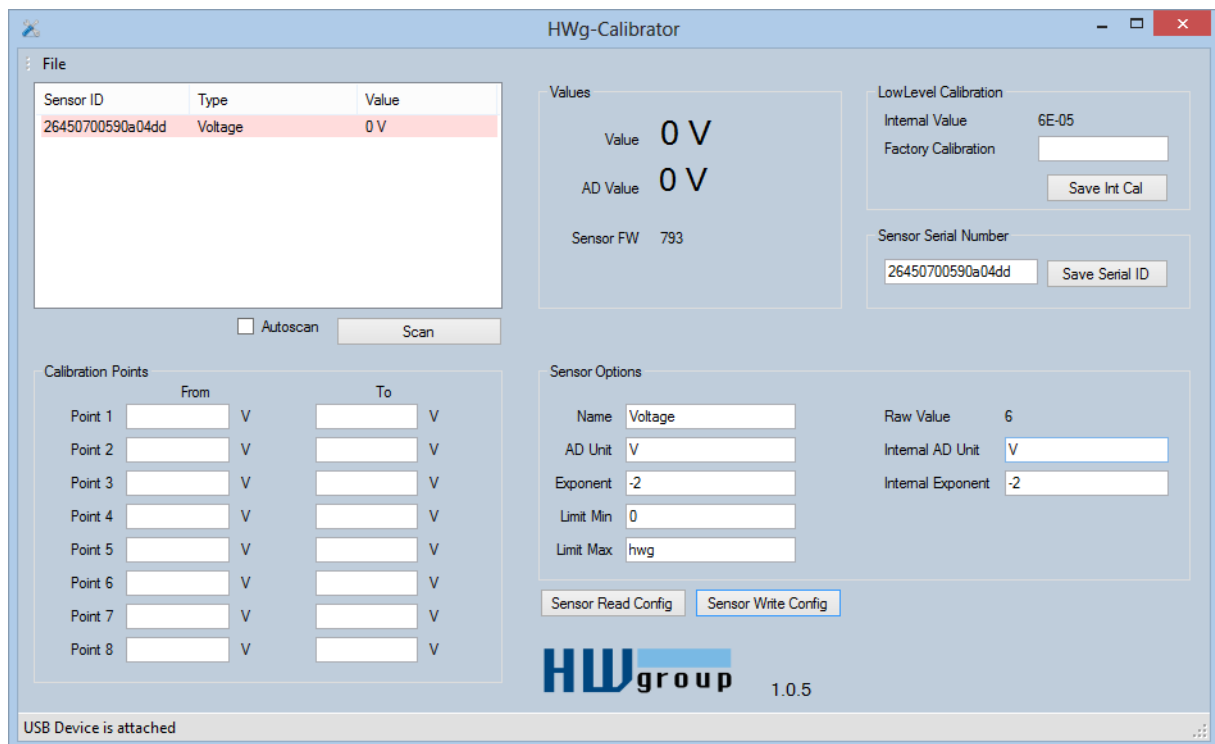 HWg-Calibrator
File
Sensor ID Type Value
26450700590a04dd Voltage 0 V
Autoscan Scan
Values
Value 0 V
AD Value 0 V
Sensor FW 793
LowLevel Calibration
Internal Value 6E-05
Factory Calibration
Save Int Cal
Sensor Serial Number
26450700590a04dd Save Serial ID
Calibration Points
From To
Point 1 V V
Point 2 V V
Point 3 V V
Point 4 V V
Point 5 V V
Point 6 V V
Point 7 V V
Point 8 V V
Sensor Options
Name Voltage Raw Value 6
AD Unit V Internal AD Unit V
Exponent -2 Internal Exponent -2
Limit Min 0
Limit Max hwg
Sensor Read Config Sensor Write Config
HWgroup 1.0.5
USB Device is attached